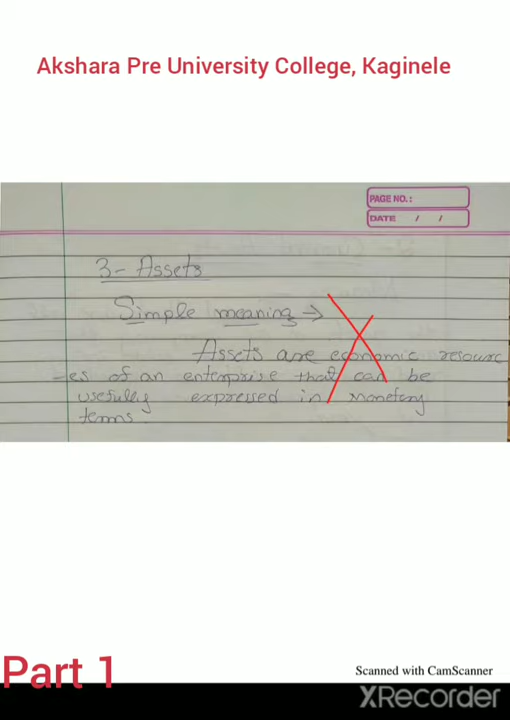 Akshara Pre University College, Kaginele
PAGE NO.:
DATE / /
3- Assets
Simple meaning →
Assets are economic resourc
-es of an enterprise that can be
usefully expressed in monetary
terms.
Part 1
Scanned with CamScanner
XRecorder